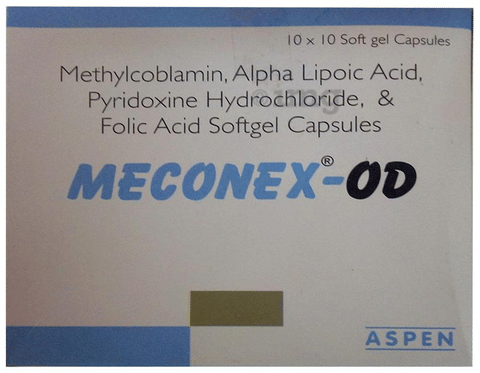 10 x 10 Soft gel Capsules
Methylcoblamin, Alpha Lipoic Acid,
Pyridoxine Hydrochloride, &
Folic Acid Softgel Capsules
MECONEX®-OD
ASPEN